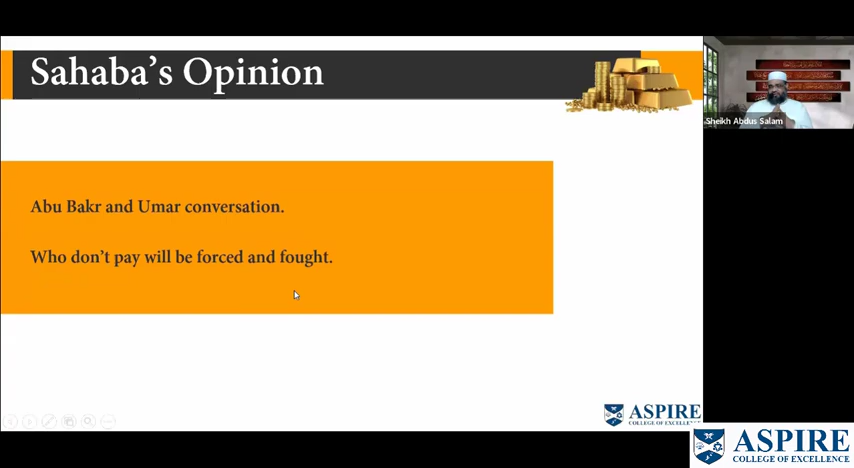 Sahaba's Opinion
Sheikh Abdus Salam
Abu Bakr and Umar conversation.
Who don't pay will be forced and fought.
ASPIRE
COLLEGE OF EXCELLENCE
ASPIRE
COLLEGE OF EXCELLENCE